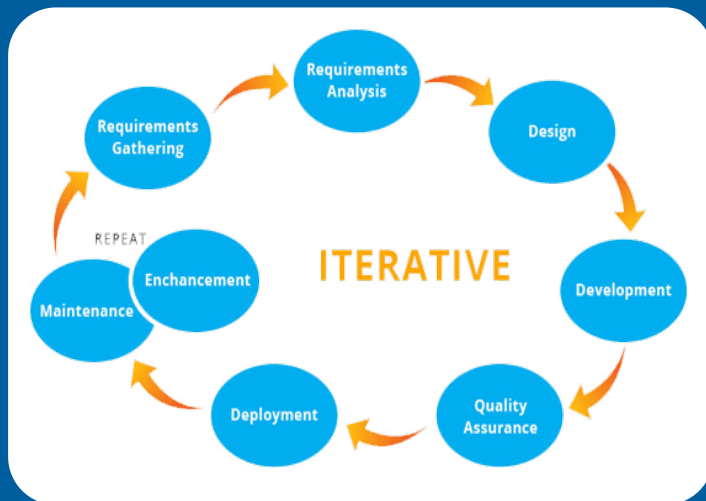 Requirements
Analysis
Requirements
Gathering
Design
REPEAT
ITERATIVE
Enchancement
Maintenance
Development
Deployment
Quality
Assurance